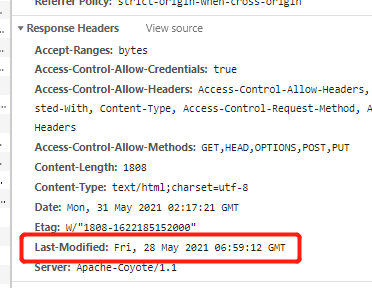 Referrer Policy: strict-origin-when-cross-origin
Response Headers View source
Accept-Ranges: bytes
Access-Control-Allow-Credentials: true
Access-Control-Allow-Headers: Access-Control-Allow-Headers,
sted-With, Content-Type, Access-Control-Request-Method, A
Headers
Access-Control-Allow-Methods: GET,HEAD,OPTIONS,POST,PUT
Content-Length: 1808
Content-Type: text/html;charset=utf-8
Date: Mon, 31 May 2021 02:17:21 GMT
Etag: W/"1808-1622185152000"
Last-Modified: Fri, 28 May 2021 06:59:12 GMT
Server: Apache-Coyote/1.1